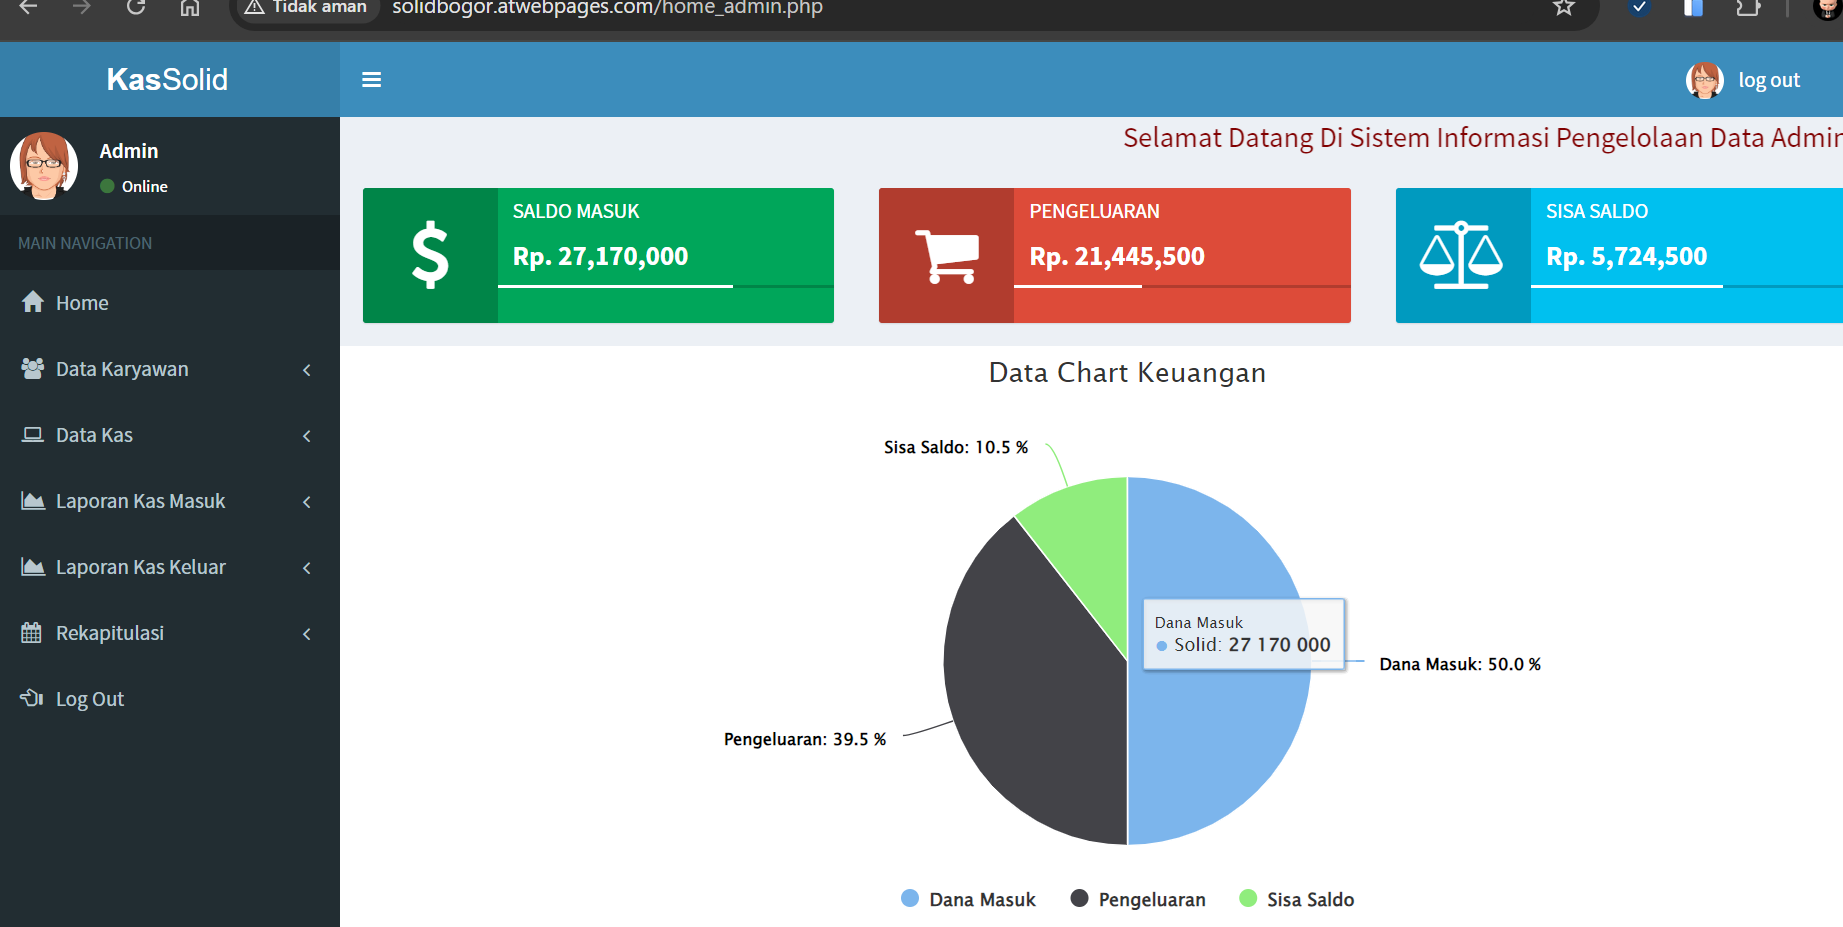 Tidak aman
solidbogor.atwebpages.com/home_admin.php
KasSolid
log out
Admin
Online
MAIN NAVIGATION
Home
Data Karyawan
Data Kas
Laporan Kas Masuk
Laporan Kas Keluar
Rekapitulasi
Log Out
Selamat Datang Di Sistem Informasi Pengelolaan Data Admin
SALDO MASUK
Rp. 27,170,000
PENGELUARAN
Rp. 21,445,500
SISA SALDO
Rp. 5,724,500
Data Chart Keuangan
Sisa Saldo: 10.5 %
Dana Masuk
Solid: 27 170 000
Dana Masuk: 50.0 %
Pengeluaran: 39.5 %
Dana Masuk
Pengeluaran
Sisa Saldo